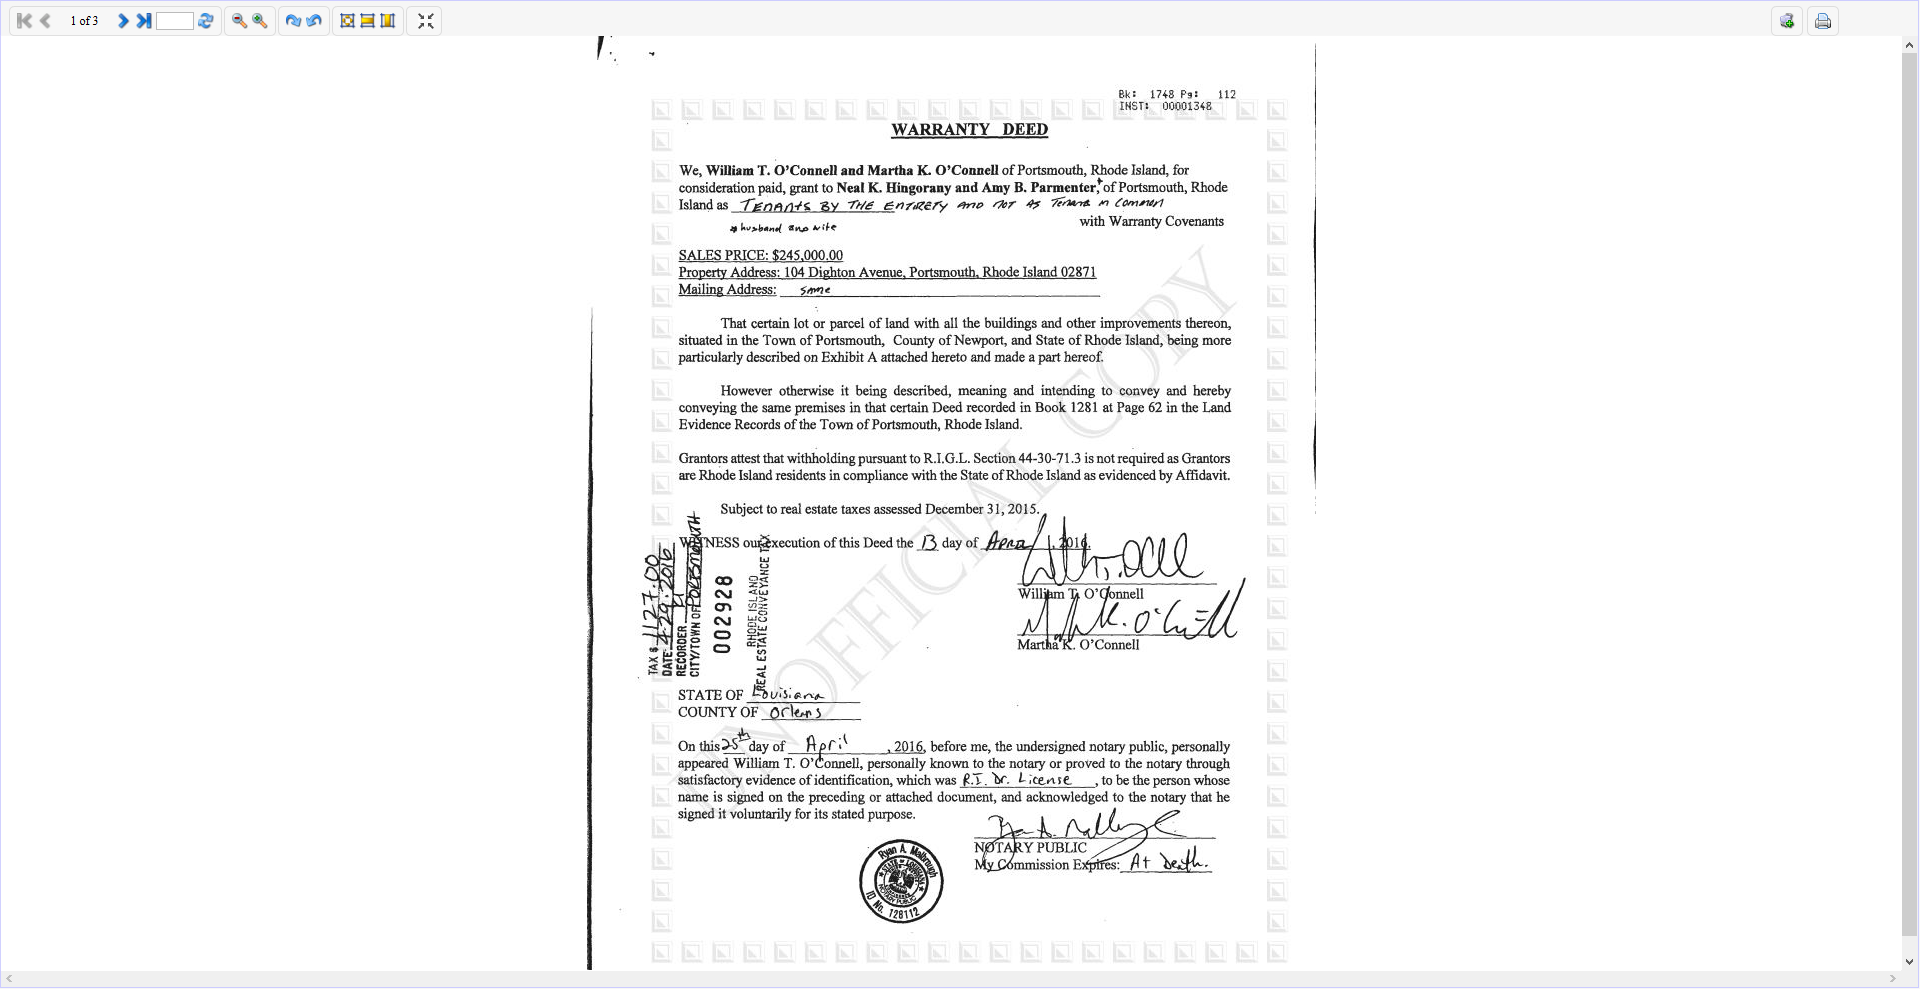 1 of 3
Bk: 1748 Pg: 112
INST: 00001348
WARRANTY DEED
We, William T. O'Connell and Martha K. O'Connell of Portsmouth, Rhode Island, for
consideration paid, grant to Neal K. Hingorany and Amy B. Parmenter,* of Portsmouth, Rhode
Island as TENANTS BY THE ENTIRETY AND NOT AS Tenants in Common
with Warranty Covenants
* husband and wife
SALES PRICE: $245,000.00
Property Address: 104 Dighton Avenue, Portsmouth, Rhode Island 02871
Mailing Address: same
That certain lot or parcel of land with all the buildings and other improvements thereon,
situated in the Town of Portsmouth, County of Newport, and State of Rhode Island, being more
particularly described on Exhibit A attached hereto and made a part hereof.
However otherwise it being described, meaning and intending to convey and hereby
conveying the same premises in that certain Deed recorded in Book 1281 at Page 62 in the Land
Evidence Records of the Town of Portsmouth, Rhode Island.
Grantors attest that withholding pursuant to R.I.G.L. Section 44-30-71.3 is not required as Grantors
are Rhode Island residents in compliance with the State of Rhode Island as evidenced by Affidavit.
Subject to real estate taxes assessed December 31, 2015.
WITNESS our execution of this Deed the 13 day of April, 2016.
William T. O'Connell
Martha K. O'Connell
TAX $ 1127.00
DATE 4.29.2016
RECORDER
CITY/TOWN OF PORTSMOUTH
002928
RHODE ISLAND
REAL ESTATE CONVEYANCE TAX
STATE OF Louisiana
COUNTY OF Orleans
On this 25th day of April, 2016, before me, the undersigned notary public, personally
appeared William T. O'Connell, personally known to the notary or proved to the notary through
satisfactory evidence of identification, which was R.I. Dr. License, to be the person whose
name is signed on the preceding or attached document, and acknowledged to the notary that he
signed it voluntarily for its stated purpose.
NOTARY PUBLIC
My Commission Expires: At Death.
Ryan A. Malbrough
STATE OF LOUISIANA
NOTARY PUBLIC
ID No. 128112
UNOFFICIAL COPY